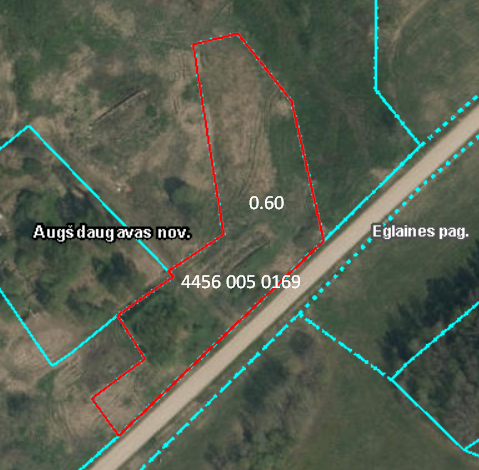 0.60
Augšdaugavas nov.
Eglaines pag.
4456 005 0169